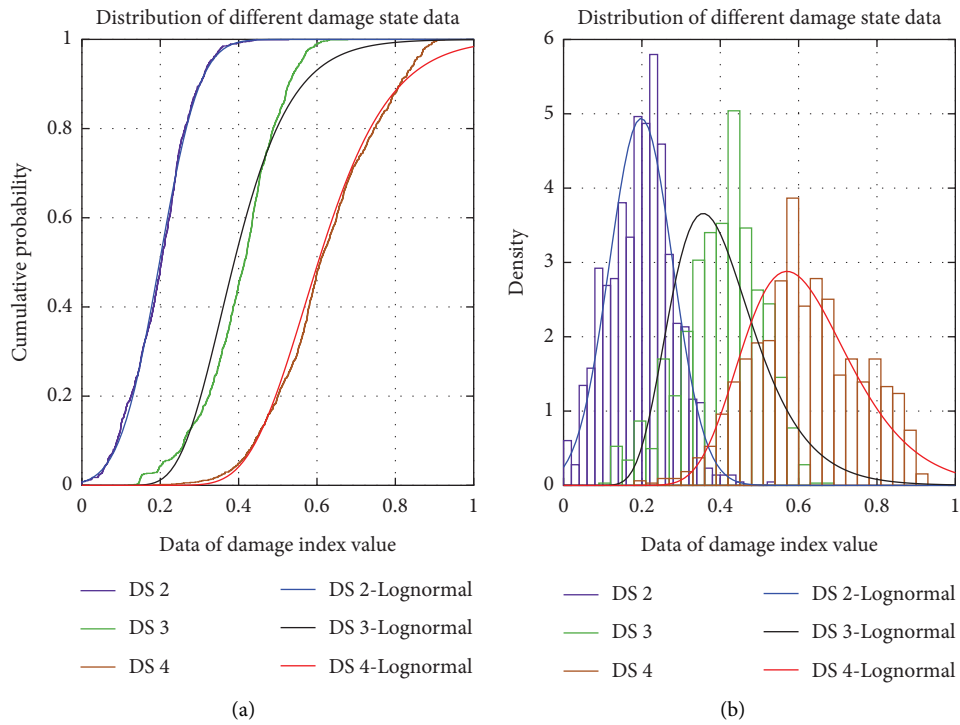 Distribution of different damage state data
Cumulative probability
1
0.8
0.6
0.4
0.2
0
0 0.2 0.4 0.6 0.8 1
Data of damage index value
DS 2 DS 2-Lognormal
DS 3 DS 3-Lognormal
DS 4 DS 4-Lognormal
(a)
Distribution of different damage state data
Density
6
5
4
3
2
1
0
0 0.2 0.4 0.6 0.8 1
Data of damage index value
DS 2 DS 2-Lognormal
DS 3 DS 3-Lognormal
DS 4 DS 4-Lognormal
(b)